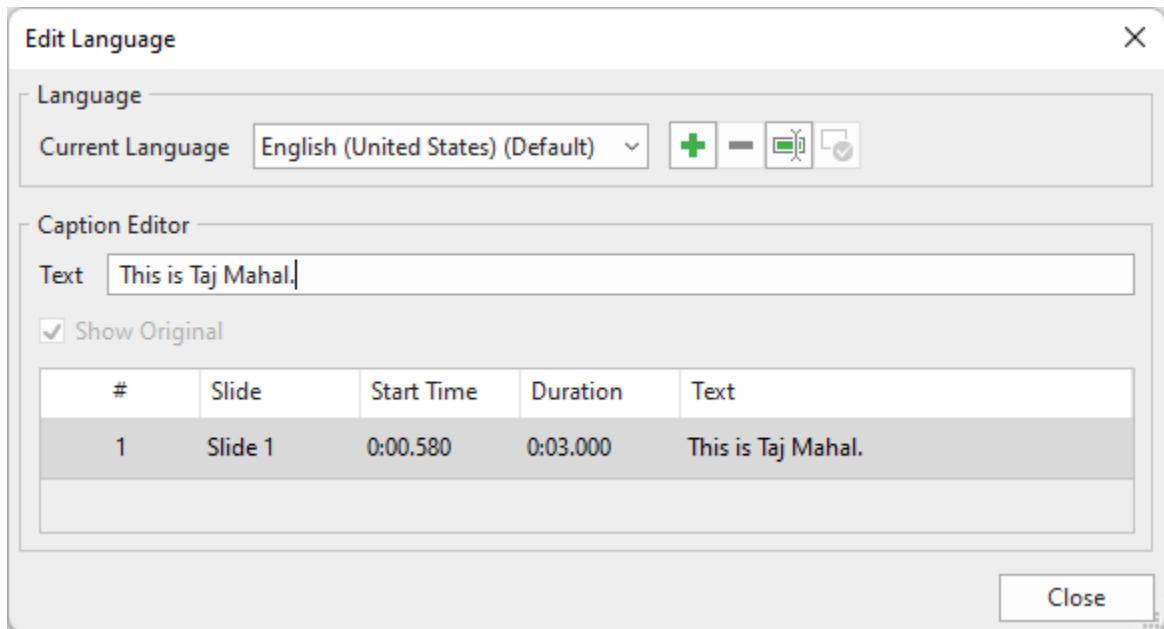 Edit Language
Language
Current Language English (United States) (Default)
Caption Editor
Text This is Taj Mahal.
Show Original
# Slide Start Time Duration Text
1 Slide 1 0:00.580 0:03.000 This is Taj Mahal.
Close